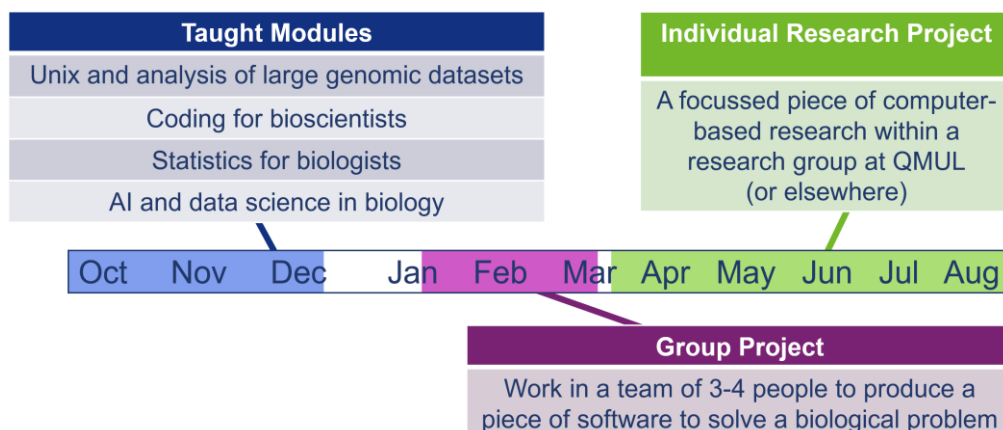 Taught Modules
Unix and analysis of large genomic datasets
Coding for bioscientists
Statistics for biologists
AI and data science in biology
Individual Research Project
A focussed piece of computer-
based research within a
research group at QMUL
(or elsewhere)
Oct Nov Dec Jan Feb Mar Apr May Jun Jul Aug
Group Project
Work in a team of 3-4 people to produce a
piece of software to solve a biological problem